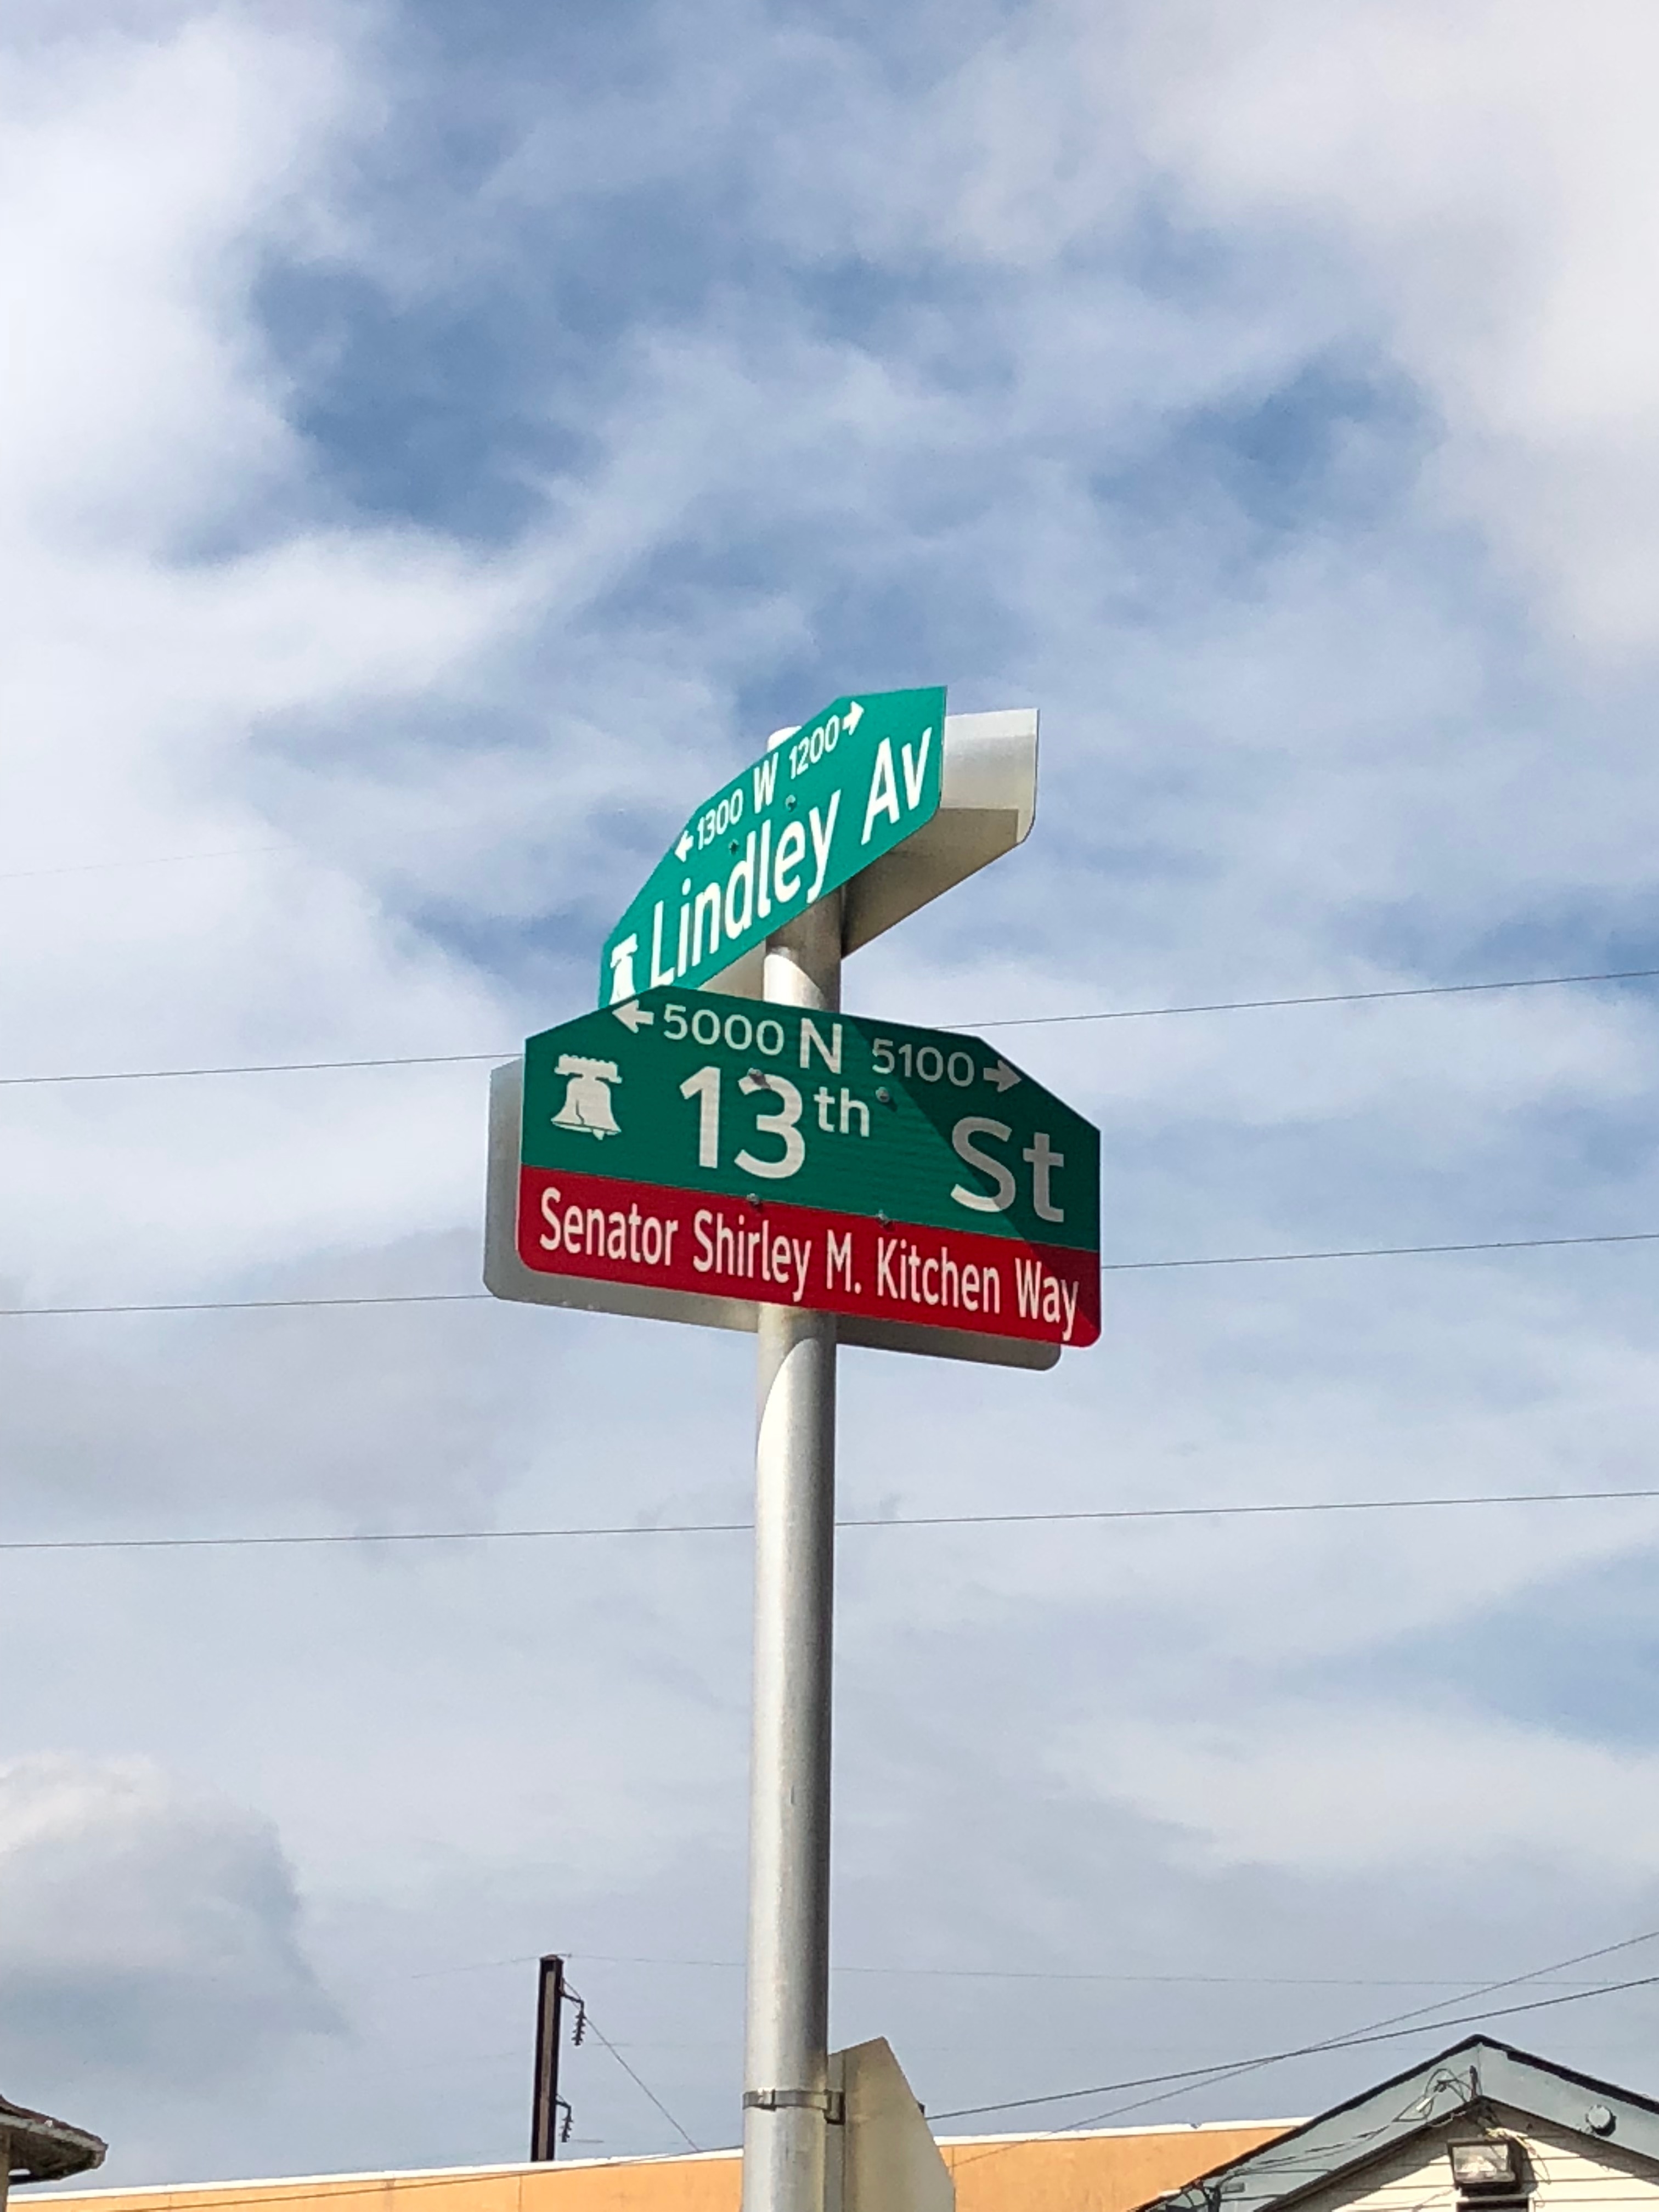 ←1300 W 1200→
Lindley Av
←5000 N 5100→
13th St
Senator Shirley M. Kitchen Way